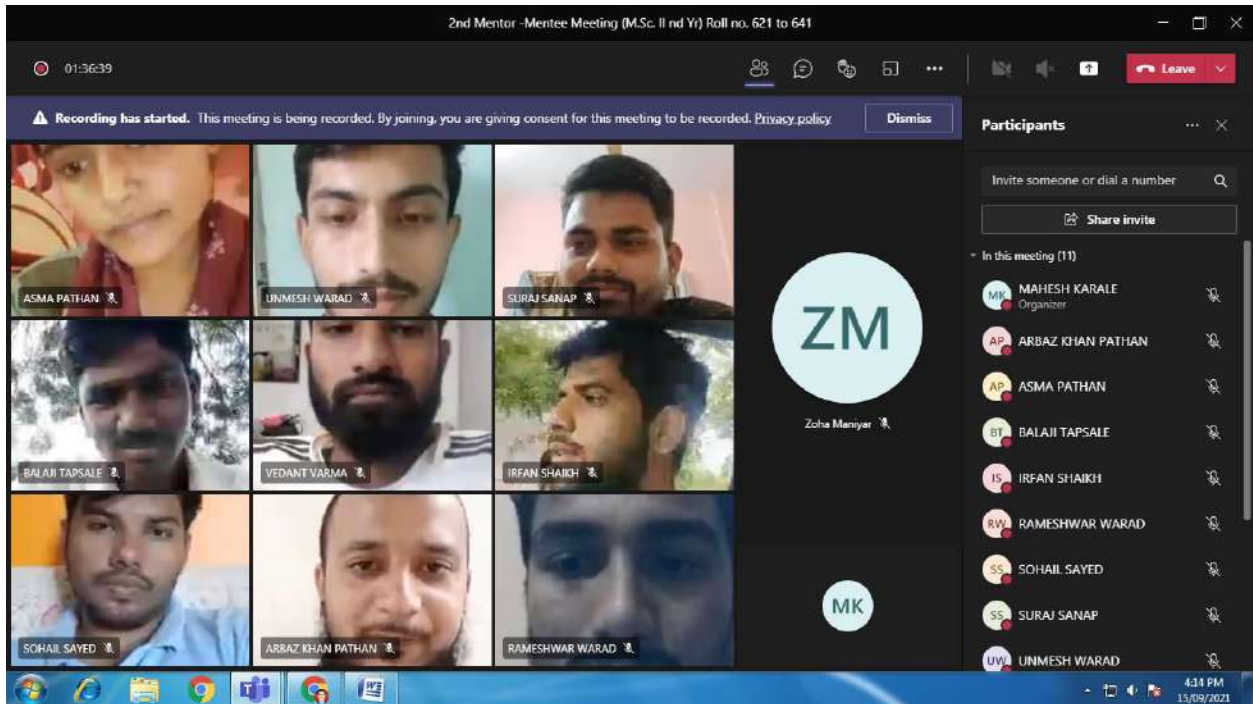 2nd Mentor -Mentee Meeting (M.Sc. II nd Yr) Roll no. 621 to 641
01:36:39
Leave
Recording has started. This meeting is being recorded. By joining, you are giving consent for this meeting to be recorded. Privacy policy
Dismiss
ASMA PATHAN
UNMESH WARAD
SURAJ SANAP
BALAJI TAPSALE
VEDANT VARMA
IRFAN SHAIKH
SOHAIL SAYED
ARBAZ KHAN PATHAN
RAMESHWAR WARAD
ZM
Zoha Maniyar
MK
Participants
Invite someone or dial a number
Share invite
In this meeting (11)
MK MAHESH KARALE
Organizer
AP ARBAZ KHAN PATHAN
AP ASMA PATHAN
BT BALAJI TAPSALE
IS IRFAN SHAIKH
RW RAMESHWAR WARAD
SS SOHAIL SAYED
SS SURAJ SANAP
UW UNMESH WARAD
4:14 PM
15/09/2021